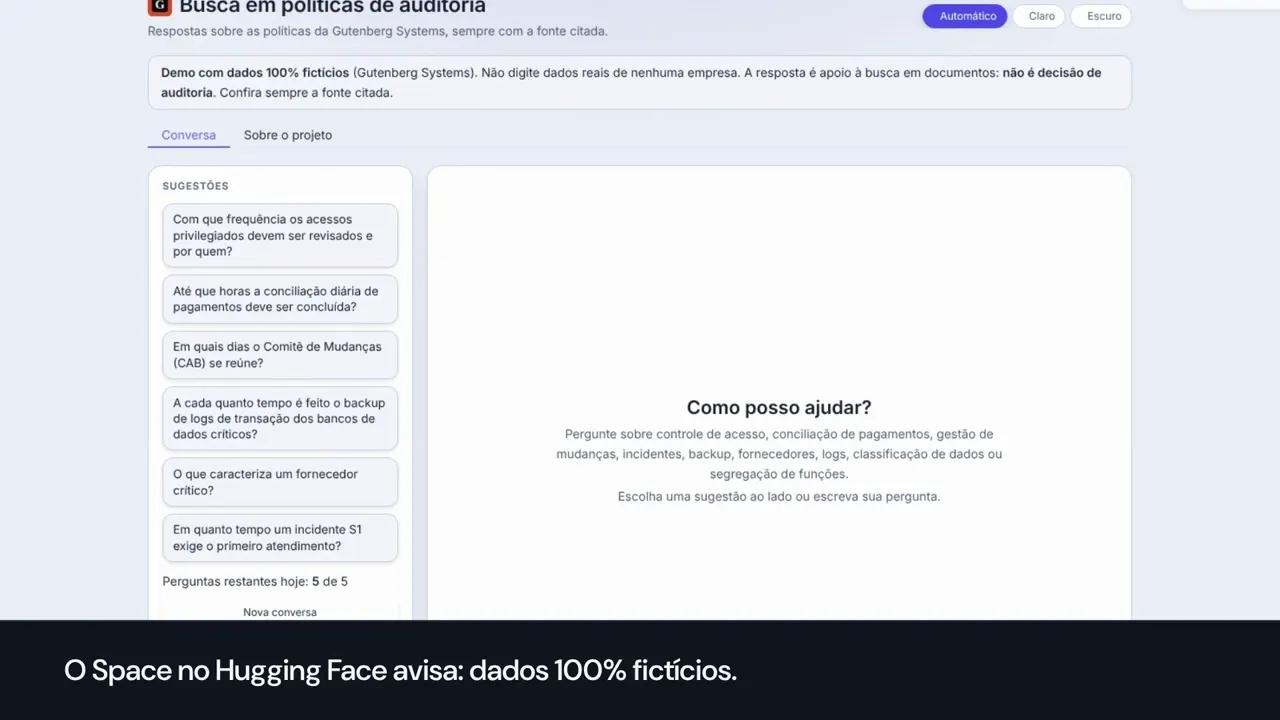 G Busca em políticas de auditoria
Automático
Claro
Escuro
Respostas sobre as políticas da Gutenberg Systems, sempre com a fonte citada.
Demo com dados 100% fictícios (Gutenberg Systems). Não digite dados reais de nenhuma empresa. A resposta é apoio à busca em documentos: não é decisão de
auditoria. Confira sempre a fonte citada.
Conversa
Sobre o projeto
SUGESTÕES
Com que frequência os acessos
privilegiados devem ser revisados e
por quem?
Até que horas a conciliação diária de
pagamentos deve ser concluída?
Em quais dias o Comitê de Mudanças
(CAB) se reúne?
A cada quanto tempo é feito o backup
de logs de transação dos bancos de
dados críticos?
O que caracteriza um fornecedor
crítico?
Em quanto tempo um incidente S1
exige o primeiro atendimento?
Perguntas restantes hoje: 5 de 5
Nova conversa
Como posso ajudar?
Pergunte sobre controle de acesso, conciliação de pagamentos, gestão de
mudanças, incidentes, backup, fornecedores, logs, classificação de dados ou
segregação de funções.
Escolha uma sugestão ao lado ou escreva sua pergunta.
O Space no Hugging Face avisa: dados 100% fictícios.